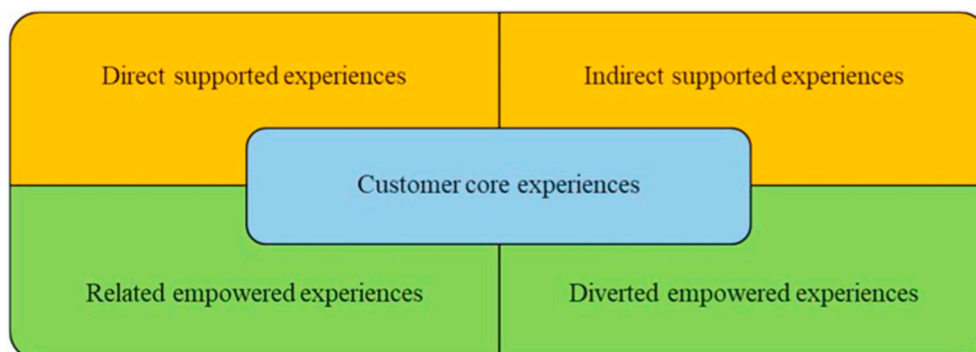 Direct supported experiences
Indirect supported experiences
Customer core experiences
Related empowered experiences
Diverted empowered experiences